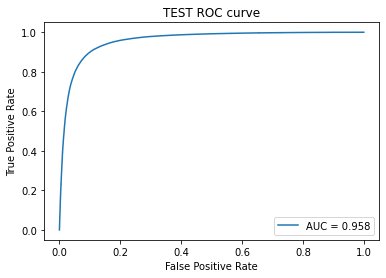 TEST ROC curve
True Positive Rate
1.0
0.8
0.6
0.4
0.2
0.0
AUC = 0.958
0.0 0.2 0.4 0.6 0.8 1.0
False Positive Rate